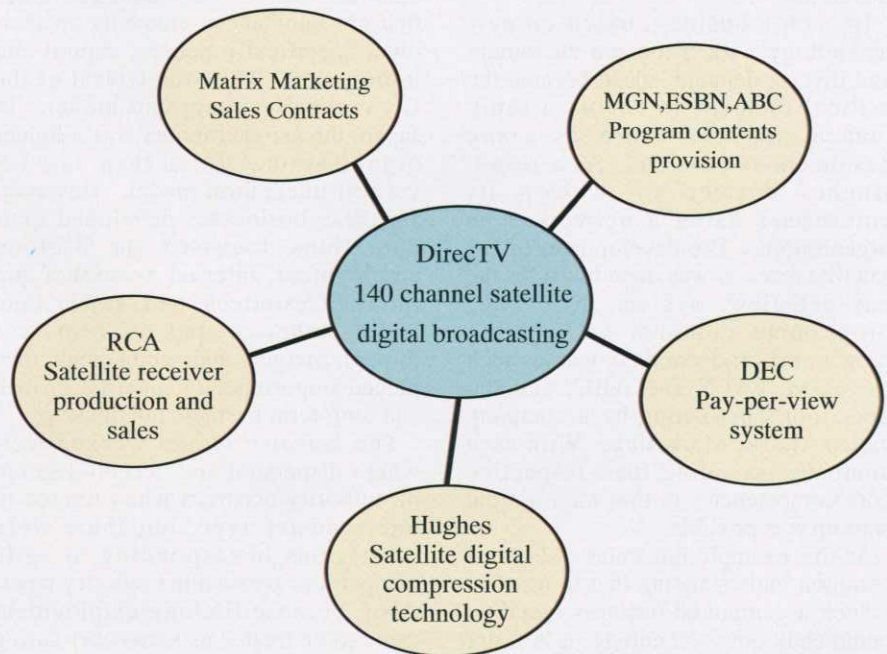 Matrix Marketing
Sales Contracts
MGN,ESBN,ABC
Program contents
provision
DirecTV
140 channel satellite
digital broadcasting
RCA
Satellite receiver
production and
sales
DEC
Pay-per-view
system
Hughes
Satellite digital
compression
technology